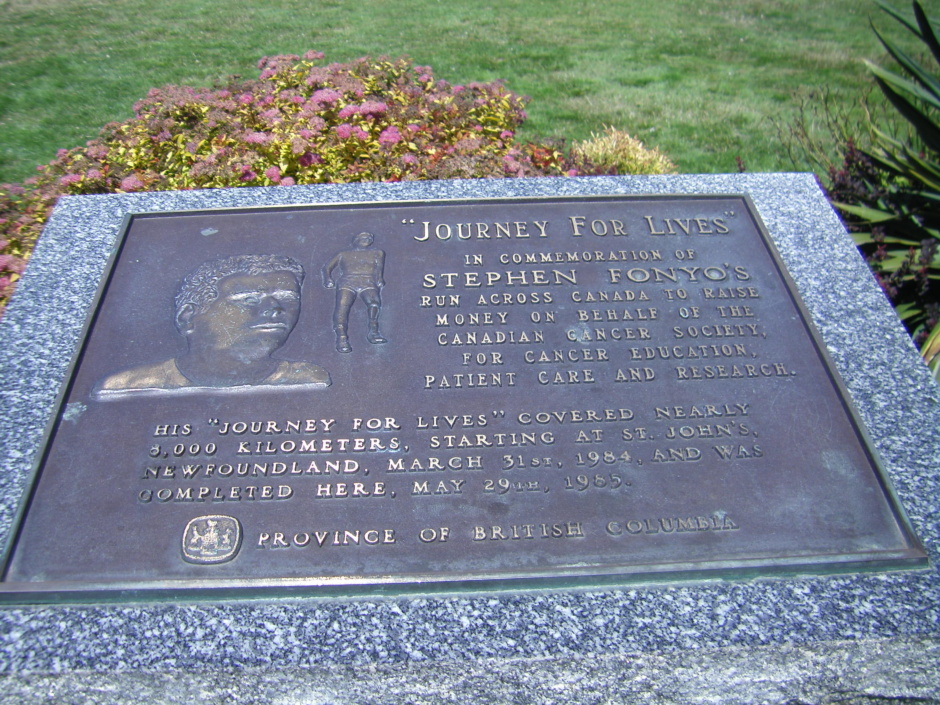 "JOURNEY FOR LIVES"
IN COMMEMORATION OF
STEPHEN FONYO'S
RUN ACROSS CANADA TO RAISE
MONEY ON BEHALF OF THE
CANADIAN CANCER SOCIETY,
FOR CANCER EDUCATION,
PATIENT CARE AND RESEARCH.
HIS "JOURNEY FOR LIVES" COVERED NEARLY
8,000 KILOMETERS, STARTING AT ST. JOHN'S,
NEWFOUNDLAND, MARCH 31ST, 1984, AND WAS
COMPLETED HERE, MAY 29TH, 1985.
PROVINCE OF BRITISH COLUMBIA